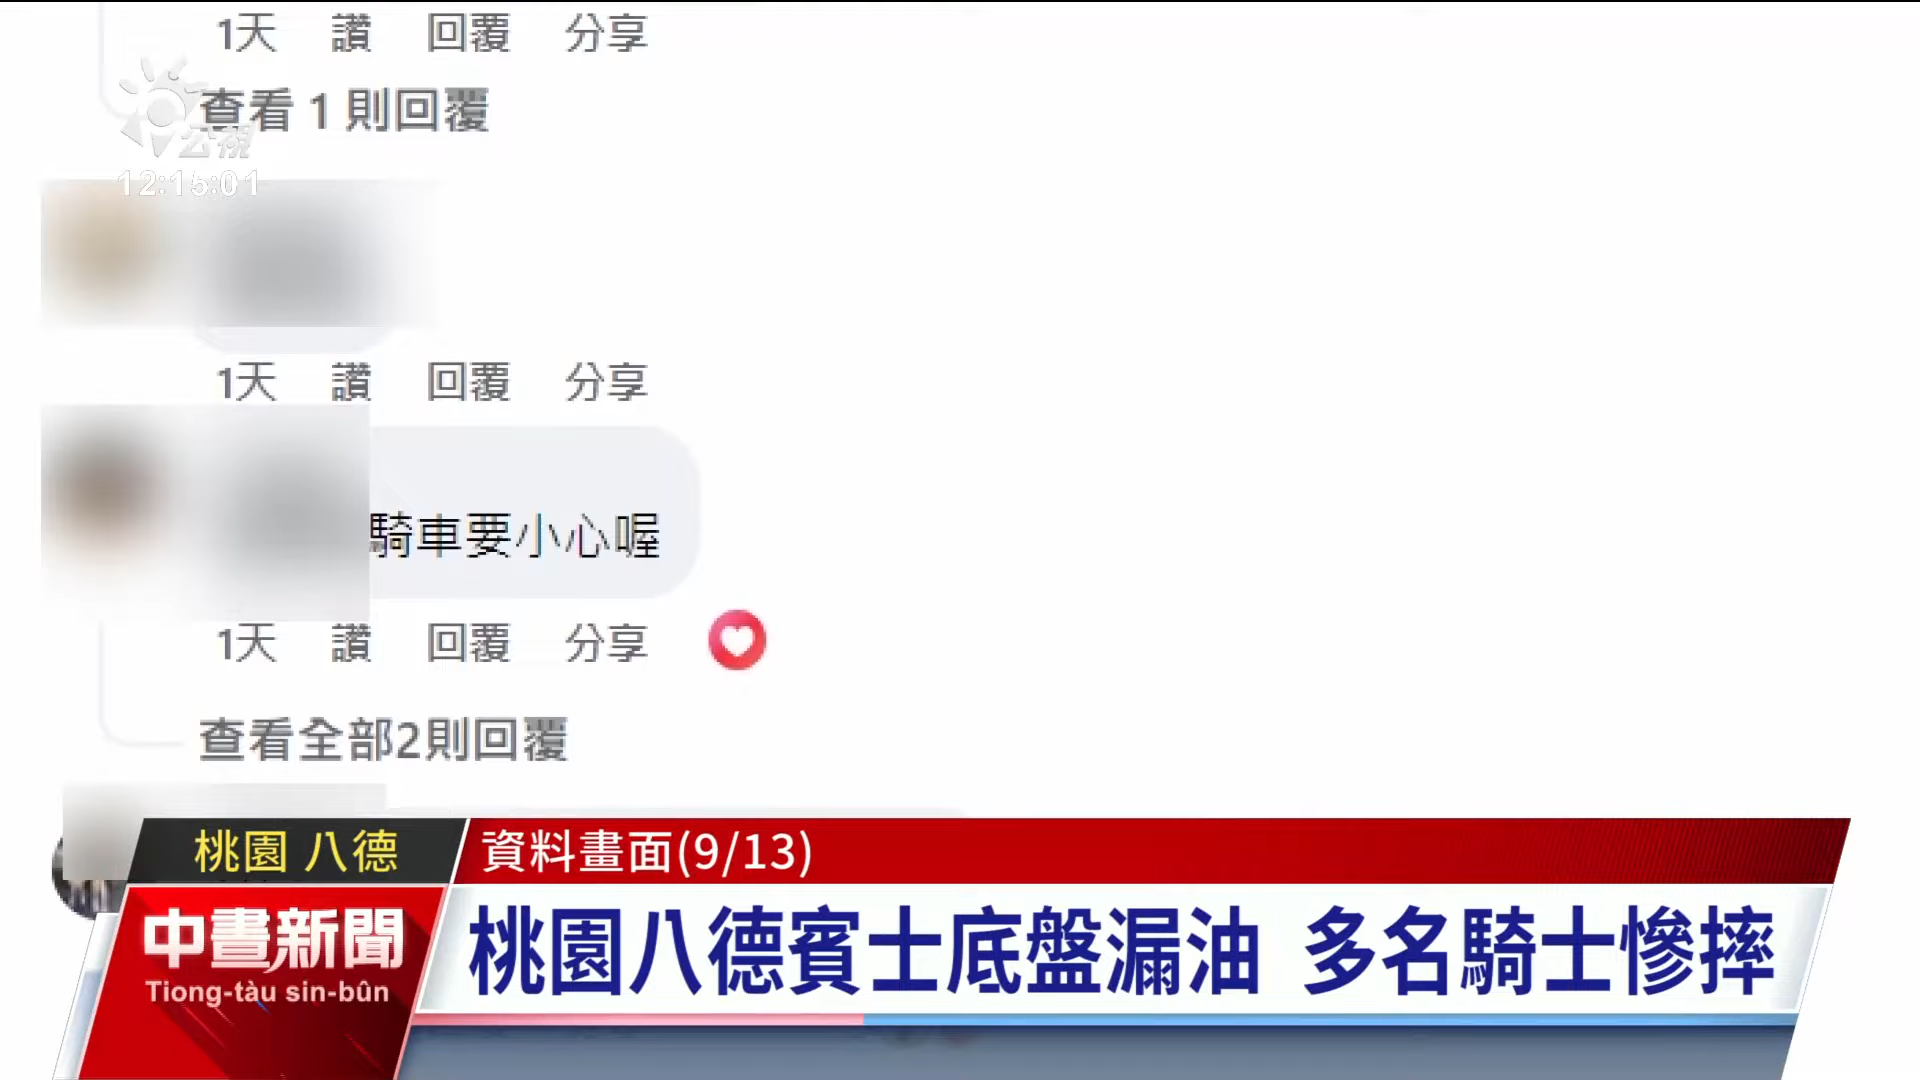 1天 讚 回覆 分享
查看 1 則回覆
公視
12:15:01
1天 讚 回覆 分享
騎車要小心喔
1天 讚 回覆 分享
查看全部2則回覆
桃園 八德
資料畫面(9/13)
中晝新聞
Tiong-tàu sin-bûn
桃園八德賓士底盤漏油 多名騎士慘摔